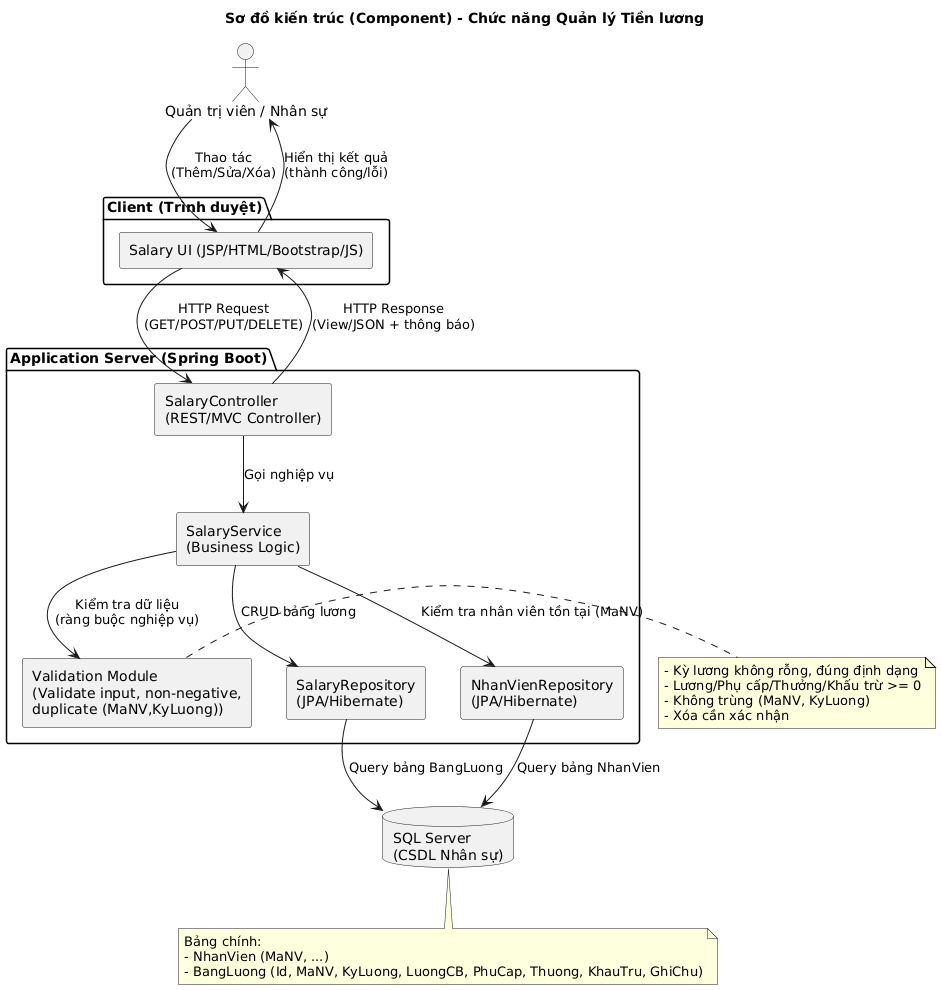 Sơ đồ kiến trúc (Component) - Chức năng Quản lý Tiền lương
Quản trị viên / Nhân sự
Thao tác
(Thêm/Sửa/Xóa)
Hiển thị kết quả
(thành công/lỗi)
Client (Trình duyệt)
Salary UI (JSP/HTML/Bootstrap/JS)
HTTP Request
(GET/POST/PUT/DELETE)
HTTP Response
(View/JSON + thông báo)
Application Server (Spring Boot)
SalaryController
(REST/MVC Controller)
Gọi nghiệp vụ
SalaryService
(Business Logic)
Kiểm tra dữ liệu
(ràng buộc nghiệp vụ)
CRUD bảng lương
Kiểm tra nhân viên tồn tại (MaNV)
Validation Module
(Validate input, non-negative,
duplicate (MaNV,KyLuong))
SalaryRepository
(JPA/Hibernate)
NhanVienRepository
(JPA/Hibernate)
- Kỳ lương không rỗng, đúng định dạng
- Lương/Phụ cấp/Thưởng/Khấu trừ >= 0
- Không trùng (MaNV, KyLuong)
- Xóa cần xác nhận
Query bảng BangLuong
Query bảng NhanVien
SQL Server
(CSDL Nhân sự)
Bảng chính:
- NhanVien (MaNV, ...)
- BangLuong (Id, MaNV, KyLuong, LuongCB, PhuCap, Thuong, KhauTru, GhiChu)